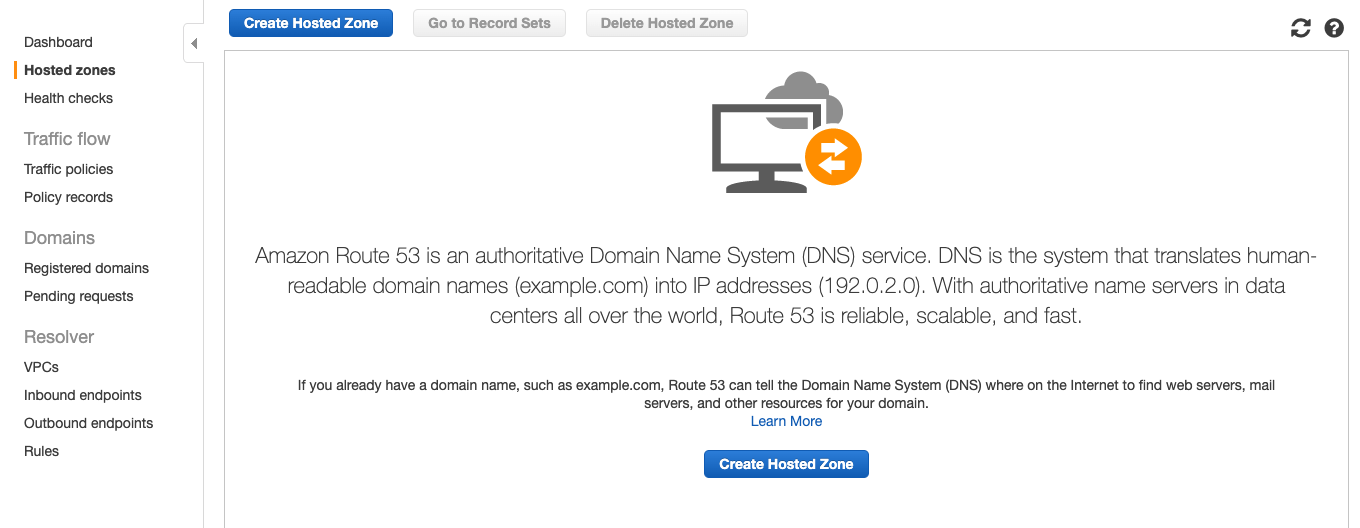 Create Hosted Zone
Go to Record Sets
Delete Hosted Zone
?
Dashboard
Hosted zones
Health checks
Traffic flow
Traffic policies
Policy records
Domains
Registered domains
Pending requests
Resolver
VPCs
Inbound endpoints
Outbound endpoints
Rules
Amazon Route 53 is an authoritative Domain Name System (DNS) service. DNS is the system that translates human-
readable domain names (example.com) into IP addresses (192.0.2.0). With authoritative name servers in data
centers all over the world, Route 53 is reliable, scalable, and fast.
If you already have a domain name, such as example.com, Route 53 can tell the Domain Name System (DNS) where on the Internet to find web servers, mail
servers, and other resources for your domain.
Learn More
Create Hosted Zone